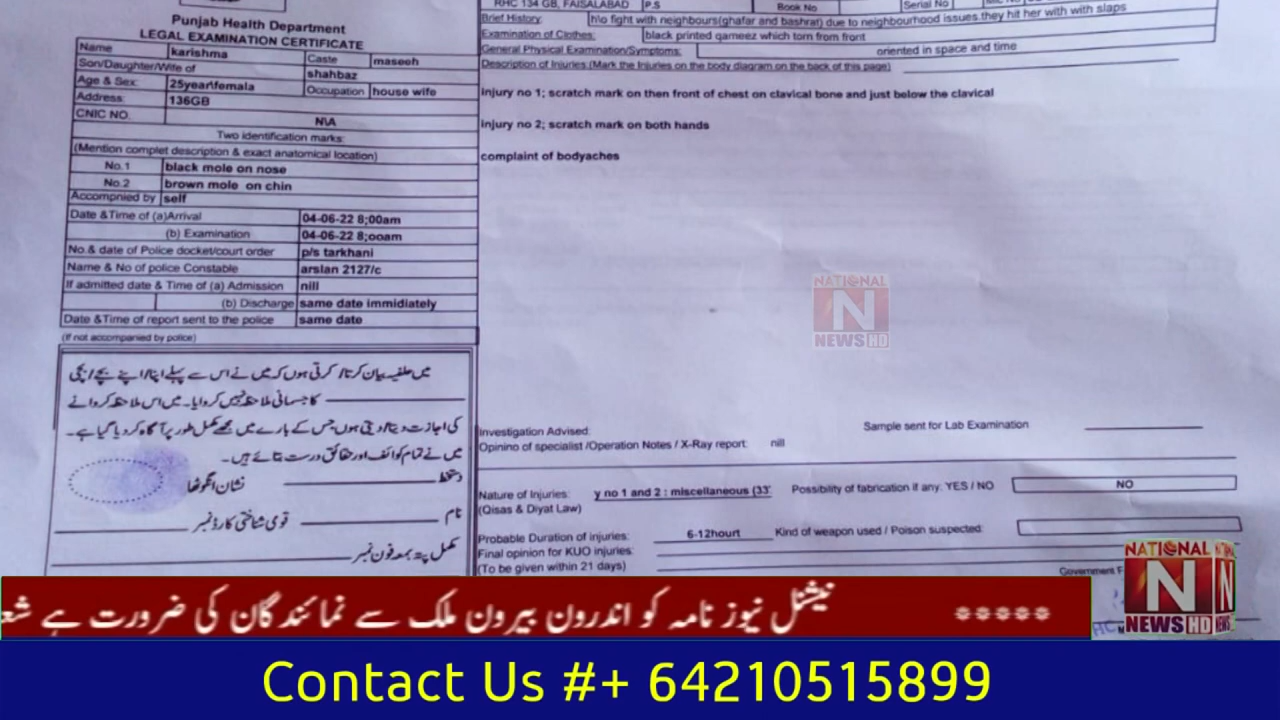 Punjab Health Department
LEGAL EXAMINATION CERTIFICATE
Name karishma Caste maseeh
Son/Daughter/Wife of shahbaz
Age & Sex: 25year\femala Occupation house wife
Address: 136GB
CNIC NO. N\A
Two identification marks:
(Mention complet description & exact anatomical location)
No.1 black mole on nose
No.2 brown mole on chin
Accompnied by self
Date &Time of (a)Arrival 04-06-22 8;00am
(b) Examination 04-06-22 8;ooam
No.& date of Police docket/court order p/s tarkhani
Name & No of police Constable arslan 2127/c
If admitted date & Time of (a) Admission nill
(b) Discharge same date immidiately
Date &Time of report sent to the police same date
(If not accompanied by police)
میں حلفیہ بیان کرتا/ کرتی ہوں کہ میں نے اس سے پہلے اپنا/ اپنے بچے/ بچی
کا جسمانی ملاحظہ نہیں کروایا۔ میں اس ملاحظہ کروانے
کی اجازت دیتا/ دیتی ہوں جس کے بارے میں مجھے مکمل طور پر آگاہ کر دیا گیا ہے۔
میں نے تمام کوائف اور حقائق درست بتائے ہیں۔
دستخط نشان انگوٹھا
نام قومی شناختی کارڈ نمبر
مکمل پتہ بمعہ فون نمبر
RHC 134 GB, FAISALABAD P.S Book No Serial No
Brief History: h\o fight with neighbours(ghafar and bashrat) due to neighbourhood issues.they hit her with with slaps
Examination of Clothes: black printed qameez which torn from front
General Physical Examination/Symptoms: oriented in space and time
Description of Injuries:(Mark the Injuries on the body diagram on the back of this page)
injury no 1; scratch mark on then front of chest on clavical bone and just below the clavical
injury no 2; scratch mark on both hands
complaint of bodyaches
NATIONAL
N
NEWS HD
Investigation Advised: Sample sent for Lab Examination
Opinino of specialist /Operation Notes / X-Ray report: nill
Nature of Injuries: y no 1 and 2 : miscellaneous (33 Possibility of fabrication if any: YES / NO NO
(Qisas & Diyat Law)
Probable Duration of injuries: 6-12hourt Kind of weapon used / Poison suspected:
Final opinion for KUO injuries:
(To be given within 21 days)
Government
NATIONAL
N N
NEWS HD NEWS
نیشنل نیوز نامہ کو اندرون بیرون ملک سے نمائندگان کی ضرورت ہے *****
Contact Us #+ 64210515899